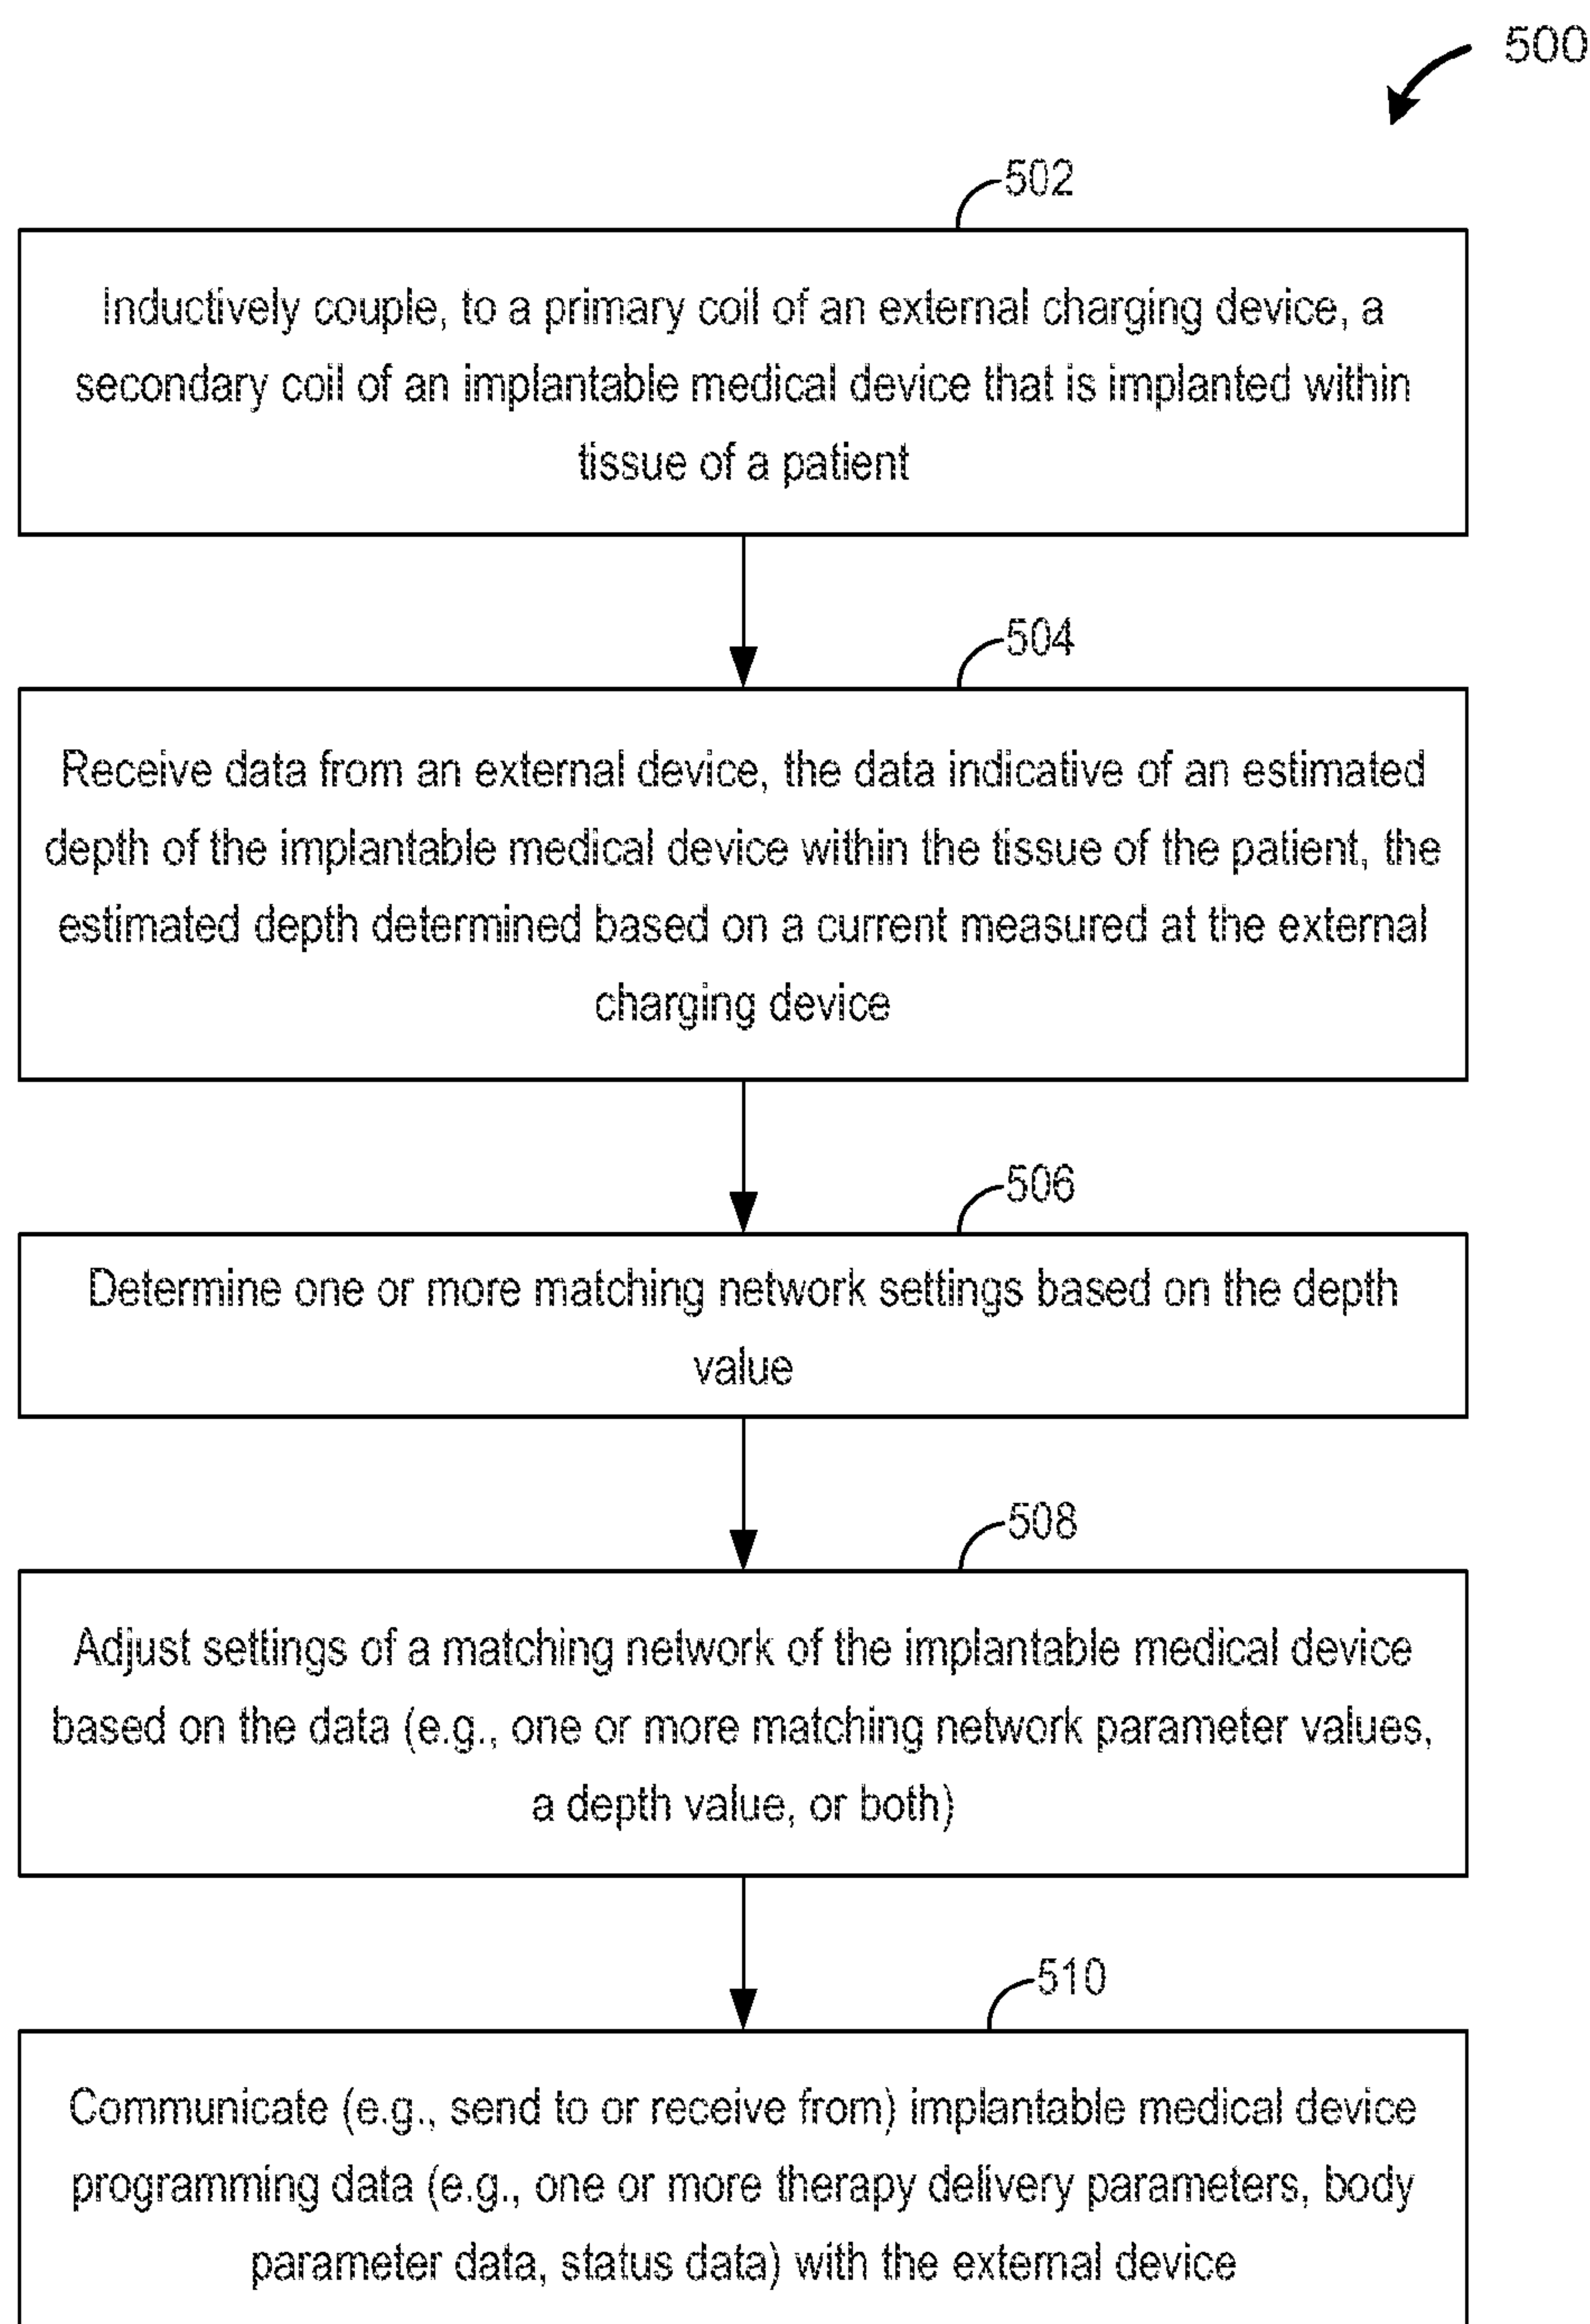 500
502
Inductively couple, to a primary coil of an external charging device, a
secondary coil of an implantable medical device that is implanted within
tissue of a patient
504
Receive data from an external device, the data indicative of an estimated
depth of the implantable medical device within the tissue of the patient, the
estimated depth determined based on a current measured at the external
charging device
506
Determine one or more matching network settings based on the depth
value
508
Adjust settings of a matching network of the implantable medical device
based on the data (e.g., one or more matching network parameter values,
a depth value, or both)
510
Communicate (e.g., send to or receive from) implantable medical device
programming data (e.g., one or more therapy delivery parameters, body
parameter data, status data) with the external device